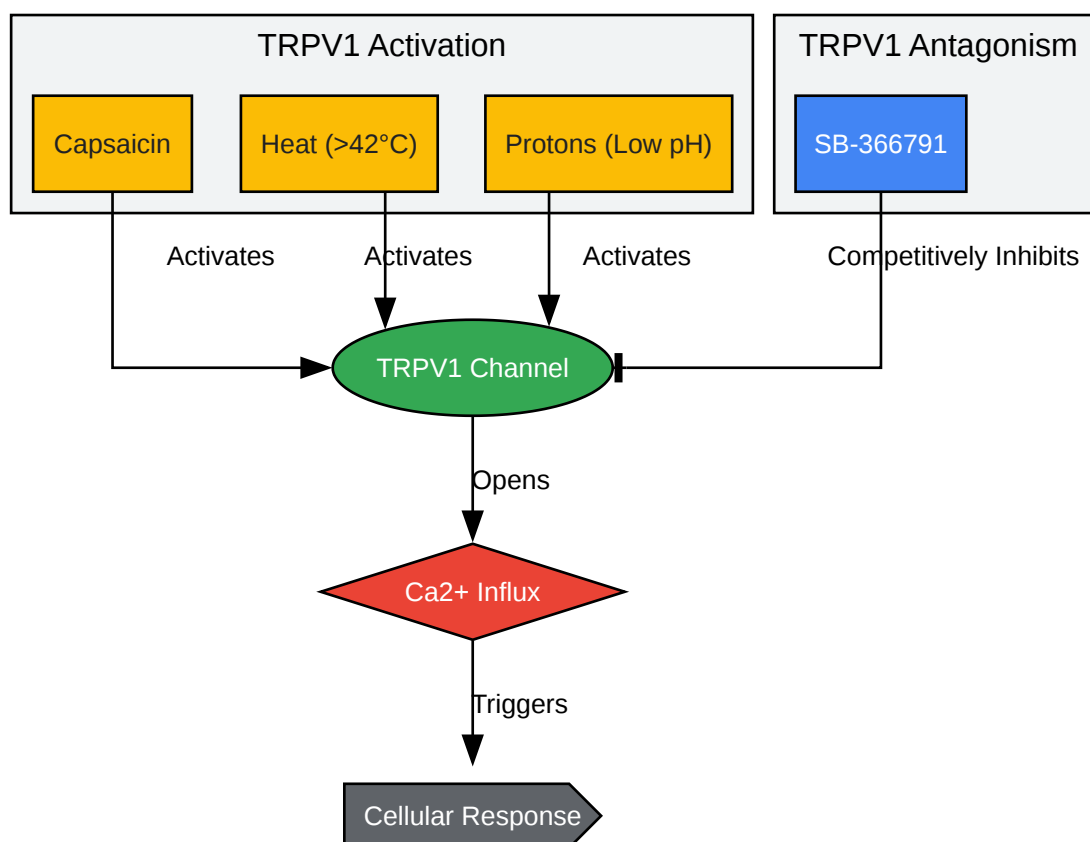 TRPV1 Activation
TRPV1 Antagonism
Capsaicin
Heat (>42°C)
Protons (Low pH)
SB-366791
Activates
Activates
Activates
Competitively Inhibits
TRPV1 Channel
Opens
Ca2+ Influx
Triggers
Cellular Response